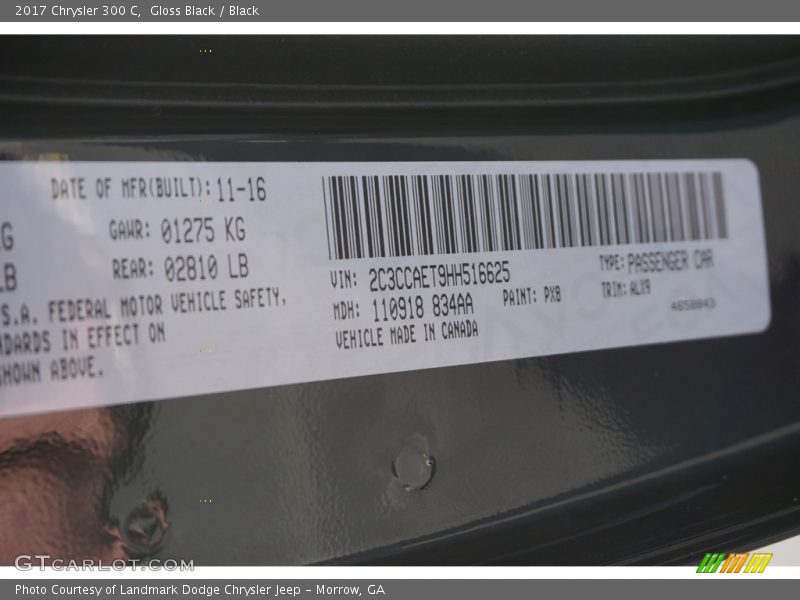 2017 Chrysler 300 C,  Gloss Black / Black
DATE OF MFR(BUILT): 11-16
GAWR: 01275 KG
REAR: 02810 LB
S.A. FEDERAL MOTOR VEHICLE SAFETY,
IN EFFECT ON
SHOWN ABOVE.
VIN: 2C3CCAET9HH516625
TYPE: PASSENGER CAR
MDH: 110918 834AA
PAINT: PX8
TRIM: ALX9
VEHICLE MADE IN CANADA
4658843
GTcarlot.com
Photo Courtesy of Landmark Dodge Chrysler Jeep – Morrow, GA